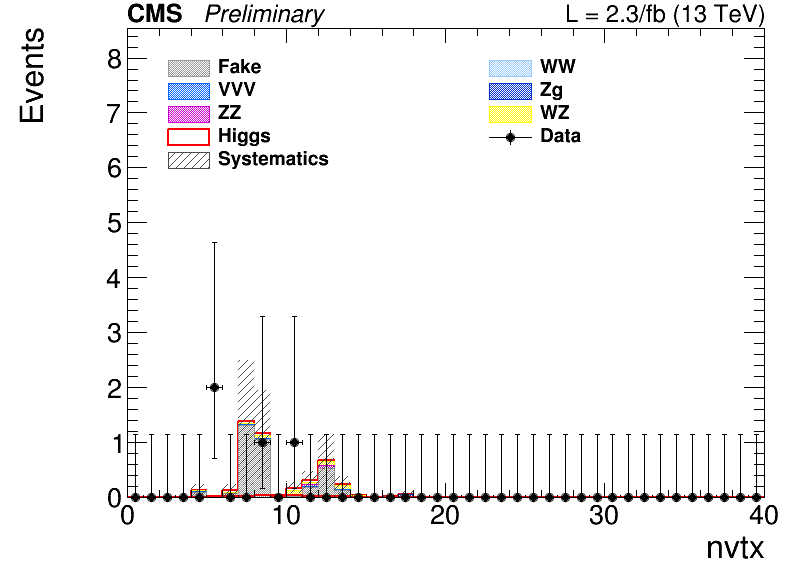 CMS Preliminary L = 2.3/fb (13 TeV)
Events
8
7
6
5
4
3
2
1
0
Fake WW
VVV Zg
ZZ WZ
Higgs Data
Systematics
0 10 20 30 40
nvtx